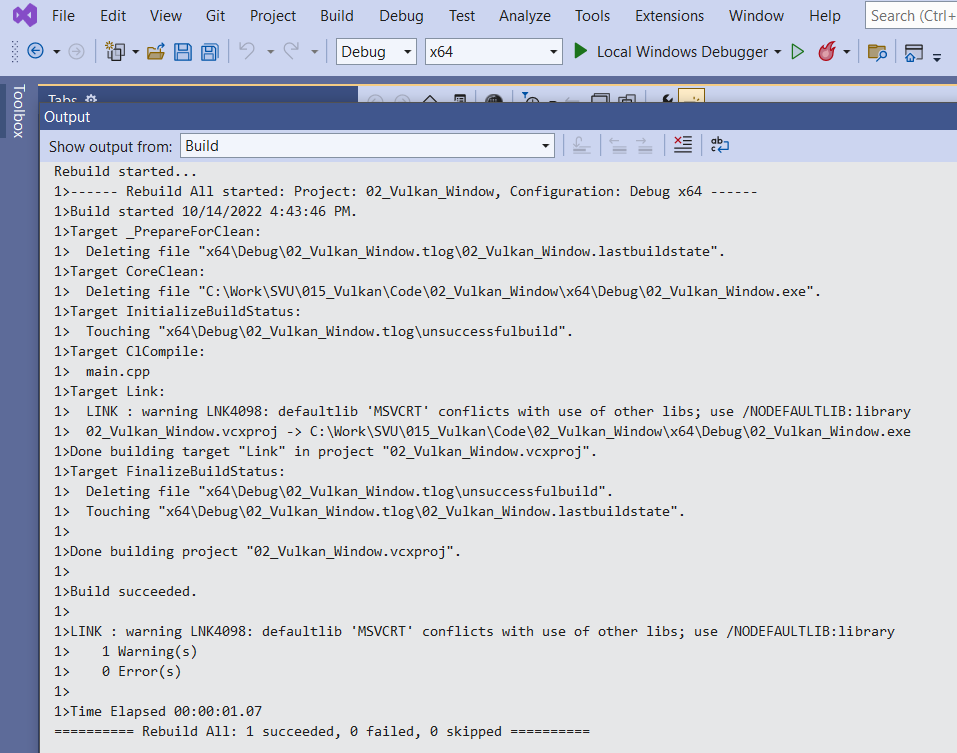 File Edit View Git Project Build Debug Test Analyze Tools Extensions Window Help Search (Ctrl+
Debug x64 Local Windows Debugger
Toolbox
Tabs
Output
Show output from: Build
Rebuild started...
1>------ Rebuild All started: Project: 02_Vulkan_Window, Configuration: Debug x64 ------
1>Build started 10/14/2022 4:43:46 PM.
1>Target _PrepareForClean:
1>  Deleting file "x64\Debug\02_Vulkan_Window.tlog\02_Vulkan_Window.lastbuildstate".
1>Target CoreClean:
1>  Deleting file "C:\Work\SVU\015_Vulkan\Code\02_Vulkan_Window\x64\Debug\02_Vulkan_Window.exe".
1>Target InitializeBuildStatus:
1>  Touching "x64\Debug\02_Vulkan_Window.tlog\unsuccessfulbuild".
1>Target ClCompile:
1>  main.cpp
1>Target Link:
1>  LINK : warning LNK4098: defaultlib 'MSVCRT' conflicts with use of other libs; use /NODEFAULTLIB:library
1>  02_Vulkan_Window.vcxproj -> C:\Work\SVU\015_Vulkan\Code\02_Vulkan_Window\x64\Debug\02_Vulkan_Window.exe
1>Done building target "Link" in project "02_Vulkan_Window.vcxproj".
1>Target FinalizeBuildStatus:
1>  Deleting file "x64\Debug\02_Vulkan_Window.tlog\unsuccessfulbuild".
1>  Touching "x64\Debug\02_Vulkan_Window.tlog\02_Vulkan_Window.lastbuildstate".
1>
1>Done building project "02_Vulkan_Window.vcxproj".
1>
1>Build succeeded.
1>
1>LINK : warning LNK4098: defaultlib 'MSVCRT' conflicts with use of other libs; use /NODEFAULTLIB:library
1>    1 Warning(s)
1>    0 Error(s)
1>
1>Time Elapsed 00:00:01.07
========== Rebuild All: 1 succeeded, 0 failed, 0 skipped ==========